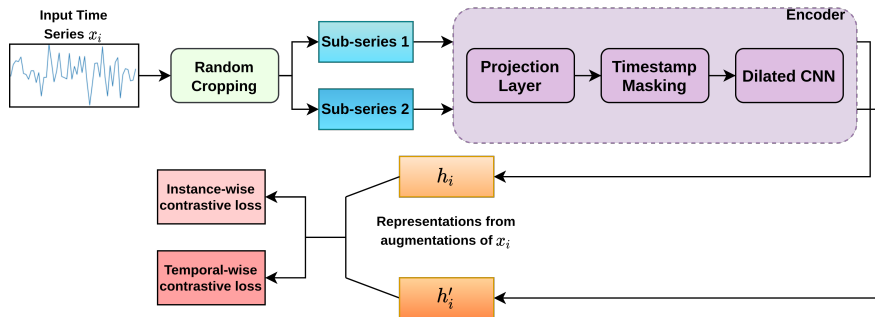 Input Time
Series $x_i$
Random
Cropping
Sub-series 1
Sub-series 2
Encoder
Projection
Layer
Timestamp
Masking
Dilated CNN
$h_i$
Instance-wise
contrastive loss
Representations from
augmentations of $x_i$
Temporal-wise
contrastive loss
$h_i'$